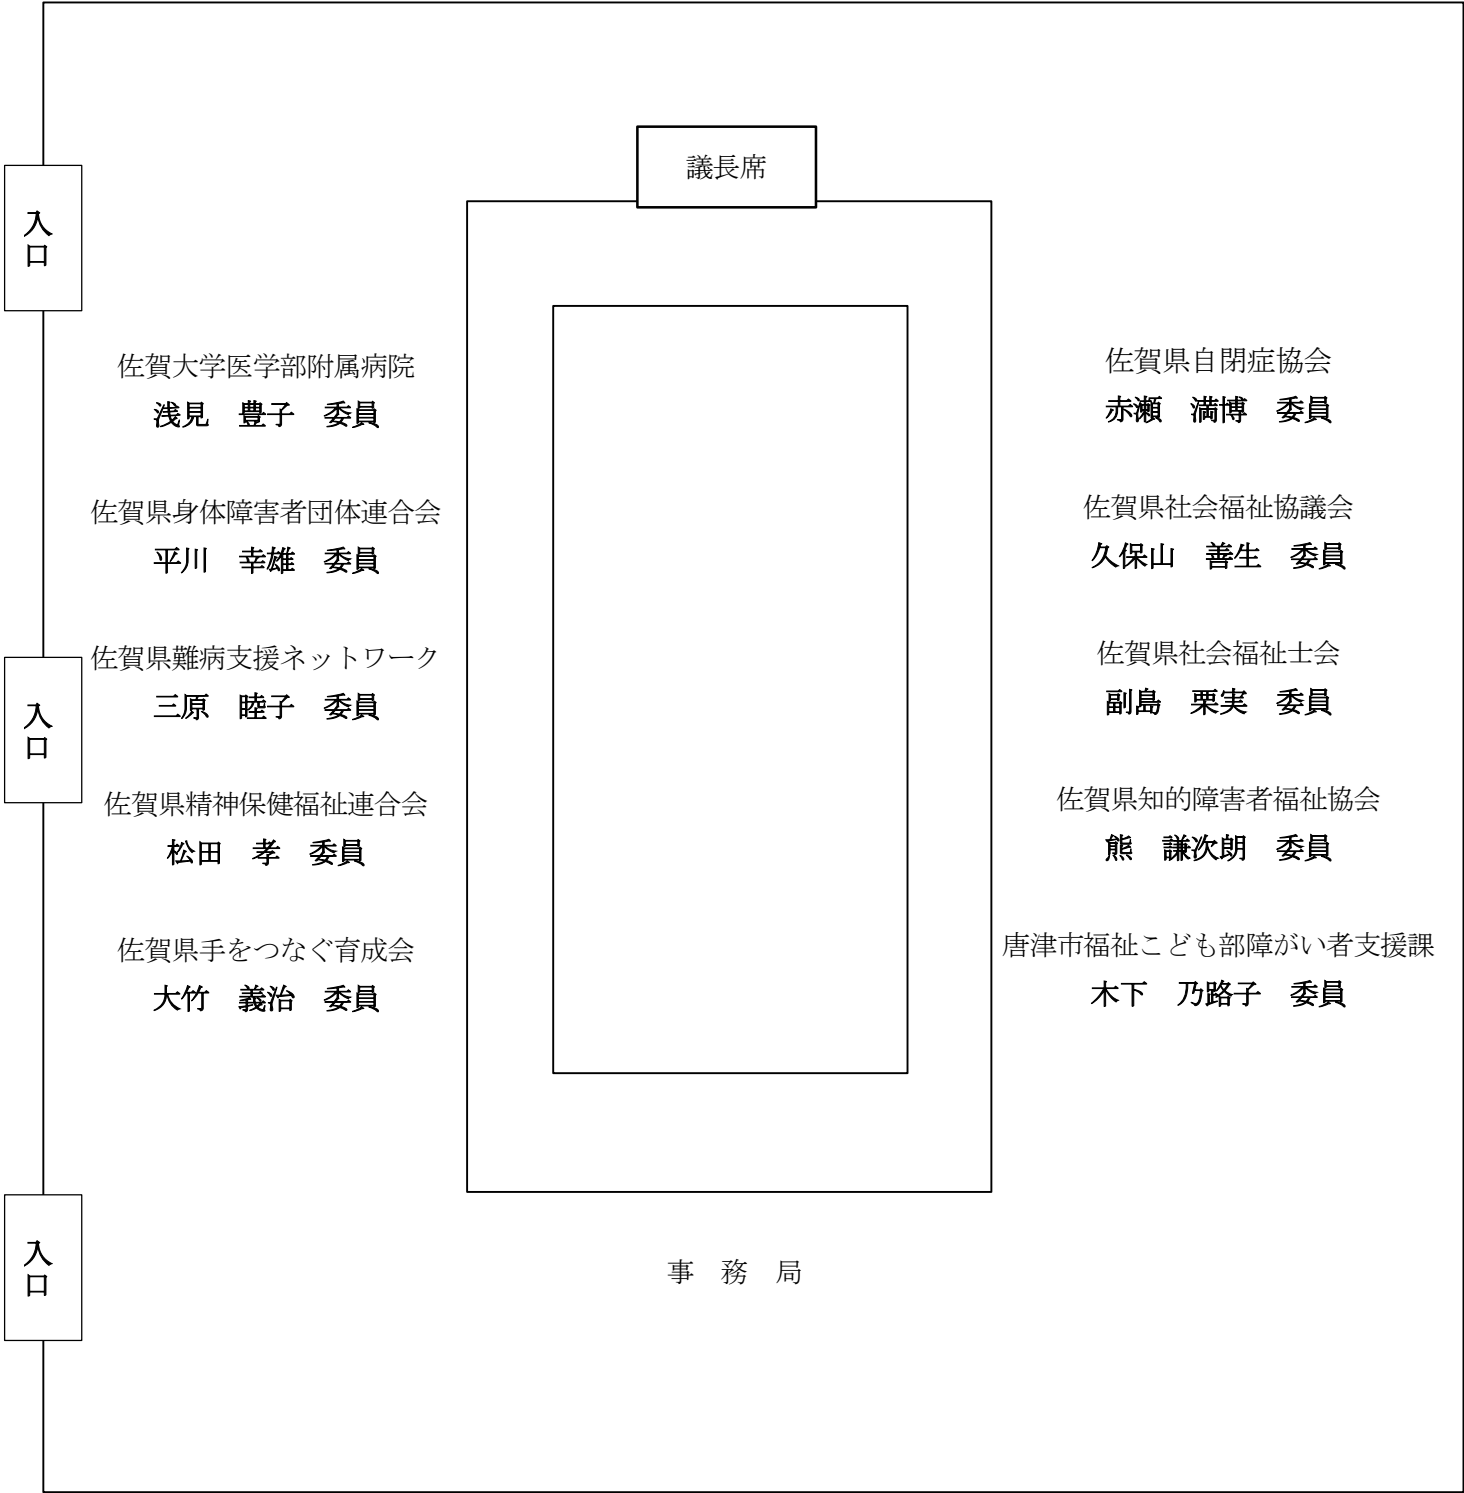 議長席
入口
佐賀大学医学部附属病院
浅見　豊子　委員
佐賀県身体障害者団体連合会
平川　幸雄　委員
佐賀県難病支援ネットワーク
三原　睦子　委員
入口
佐賀県精神保健福祉連合会
松田　孝　委員
佐賀県手をつなぐ育成会
大竹　義治　委員
佐賀県自閉症協会
赤瀬　満博　委員
佐賀県社会福祉協議会
久保山　善生　委員
佐賀県社会福祉士会
副島　栗実　委員
佐賀県知的障害者福祉協会
熊　謙次朗　委員
唐津市福祉こども部障がい者支援課
木下　乃路子　委員
入口
事　務　局